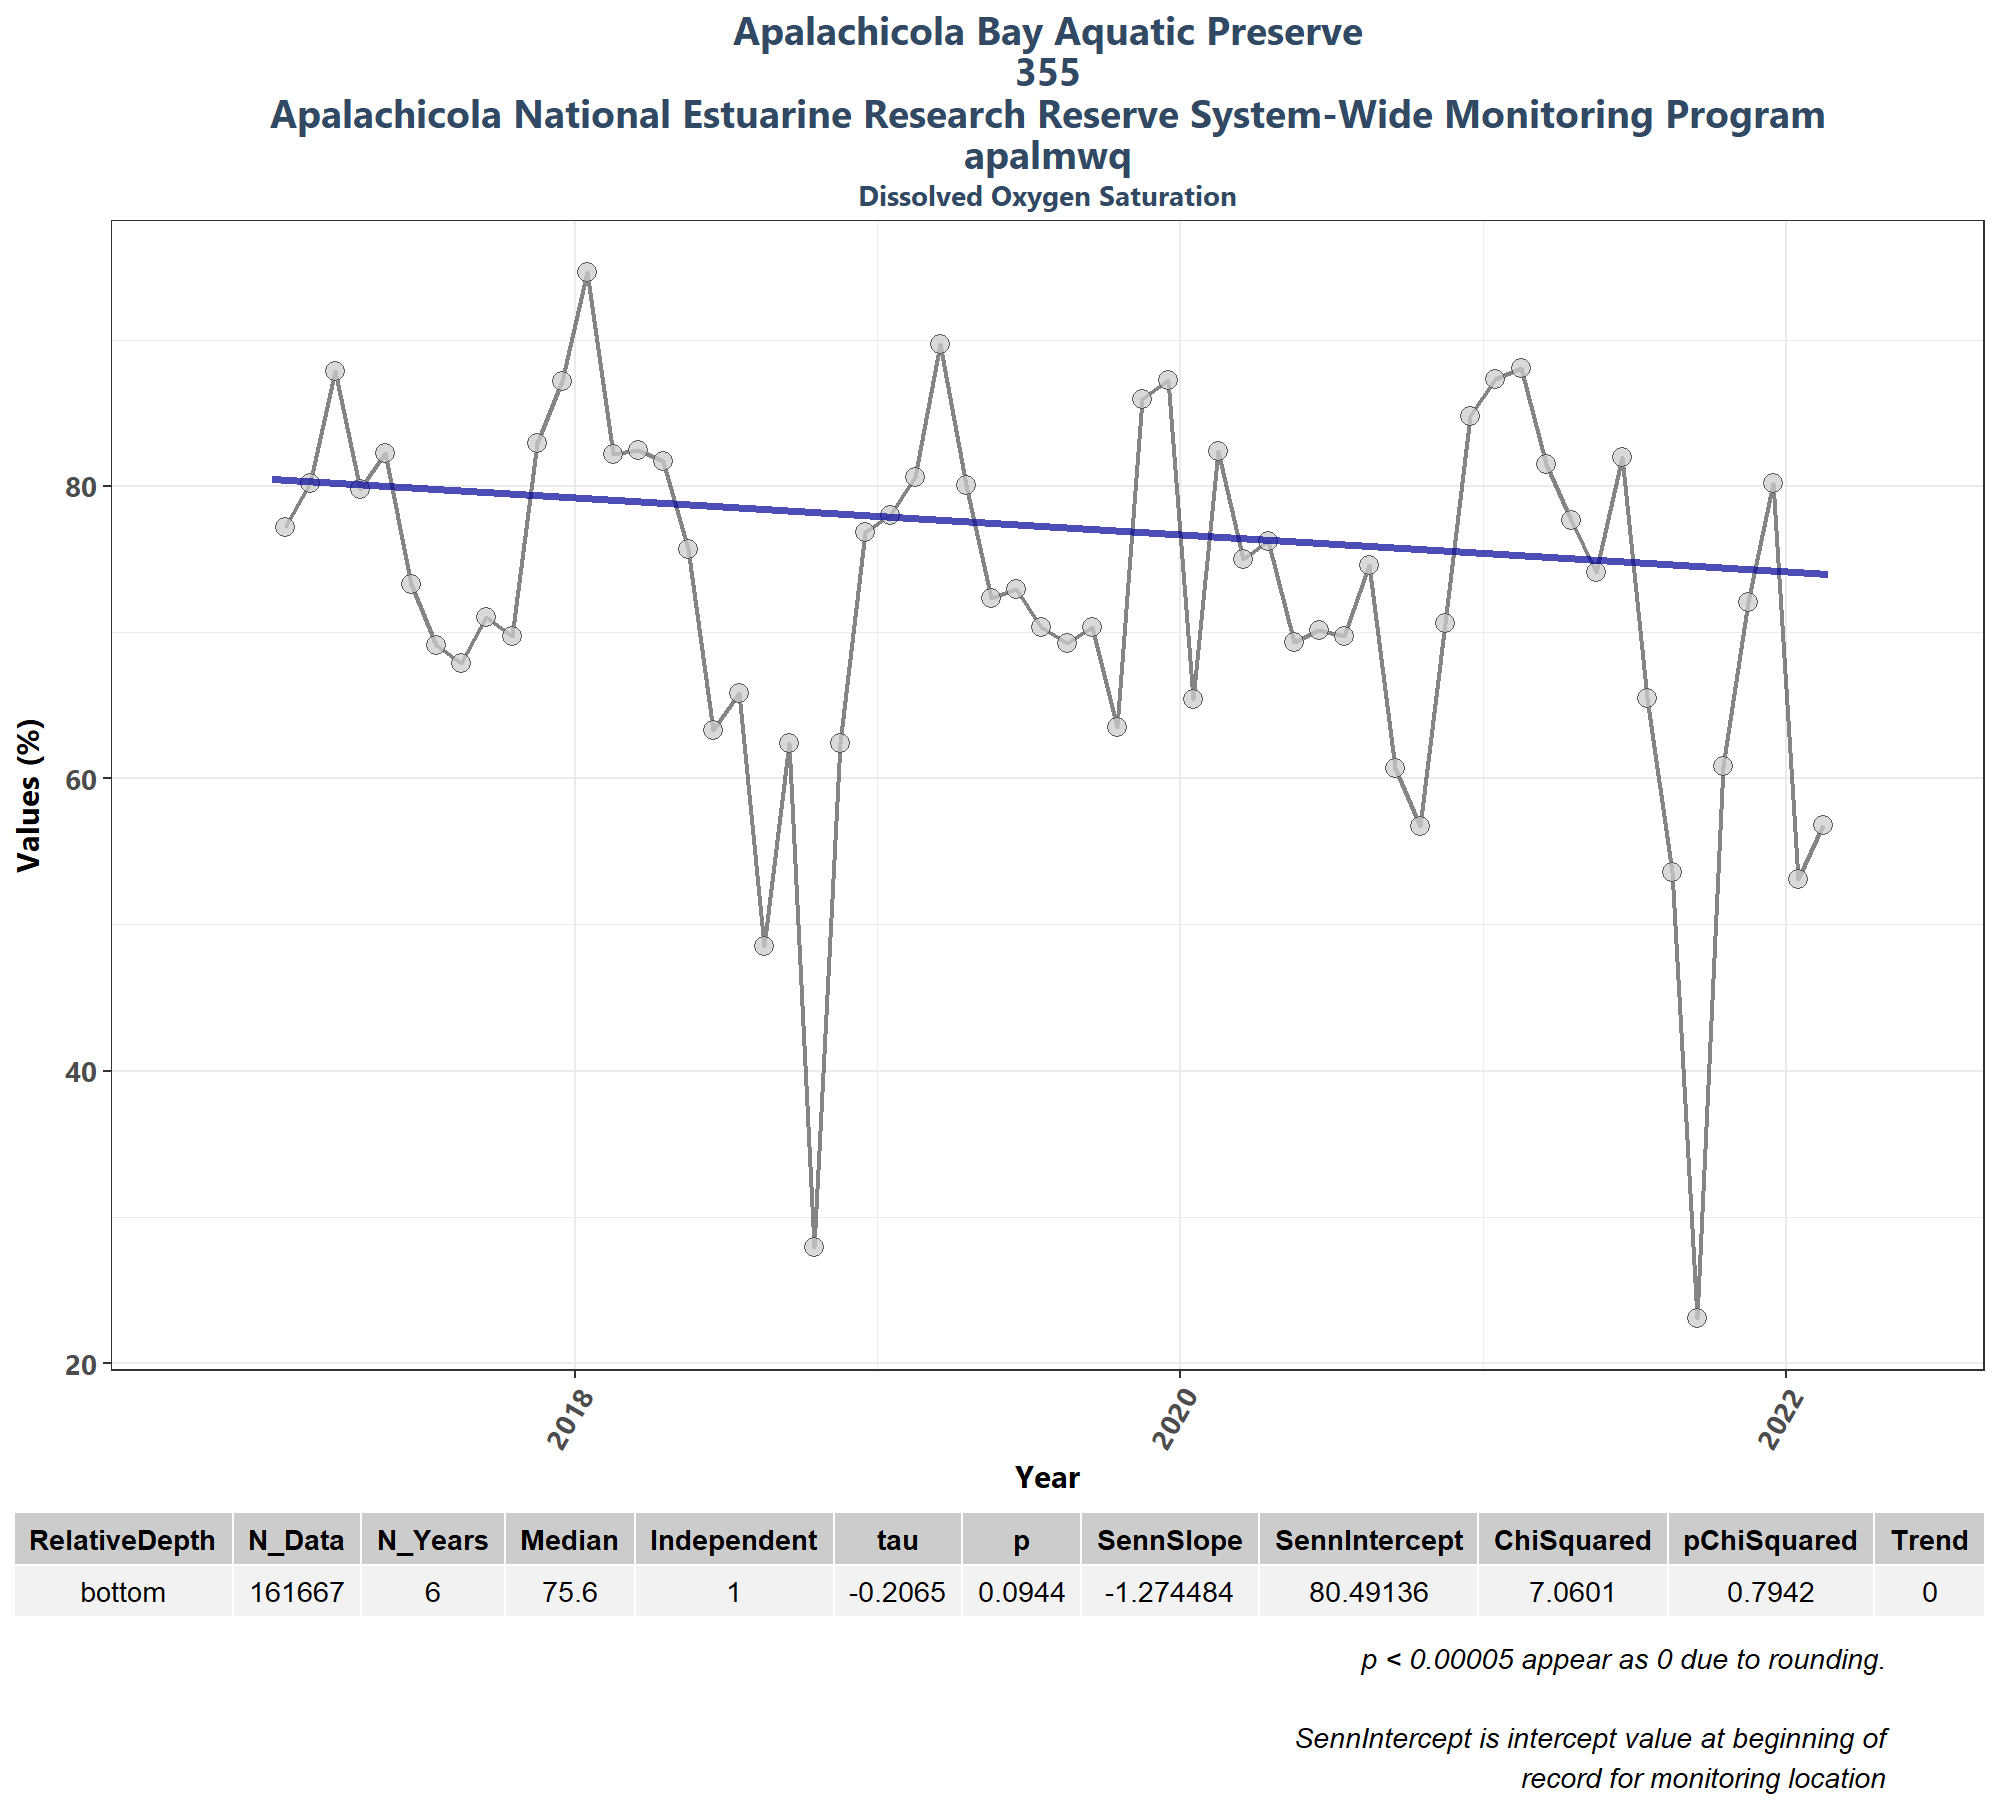 Apalachicola Bay Aquatic Preserve
355
Apalachicola National Estuarine Research Reserve System-Wide Monitoring Program
apalmwq
Dissolved Oxygen Saturation
Values (%)
80
60
40
20
2018
2020
2022
Year
RelativeDepth N_Data N_Years Median Independent tau p SennSlope SennIntercept ChiSquared pChiSquared Trend
bottom 161667 6 75.6 1 -0.2065 0.0944 -1.274484 80.49136 7.0601 0.7942 0
p < 0.00005 appear as 0 due to rounding.
SennIntercept is intercept value at beginning of
record for monitoring location